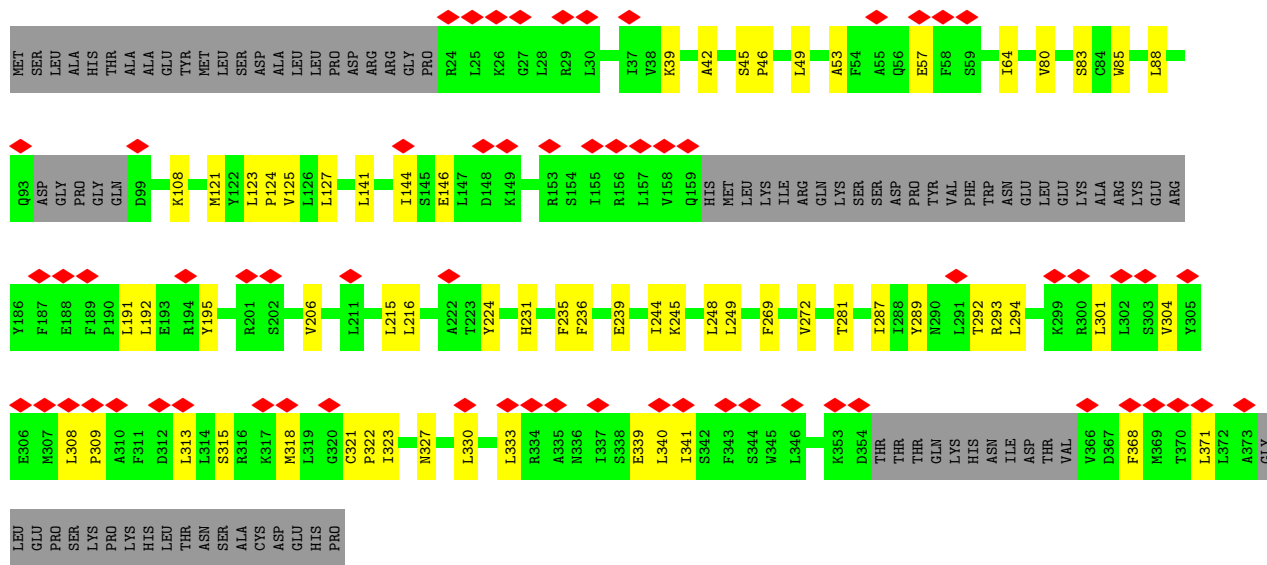 MET SER LEU ALA HIS THR ALA ALA GLU TYR MET LEU SER ASP ALA LEU LEU PRO ASP ARG ARG GLY PRO R24 L25 K26 G27 L28 R29 L30 I37 V38 K39 A42 S45 P46 L49 A53 F54 A55 Q56 E57 F58 S59 I64 V80 S83 C84 W85 L88
Q93 ASP GLY PRO GLY GLN D99 K108 M121 Y122 L123 P124 V125 L126 L127 L141 I144 S145 E146 L147 D148 K149 R153 S154 I155 R156 L157 V158 Q159 HIS MET LEU LYS ILE ARG GLN LYS SER SER ASP PRO TYR VAL PHE TRP ASN GLU LEU GLU LYS ALA ARG LYS GLU ARG
Y186 F187 E188 F189 P190 L191 L192 E193 R194 Y195 R201 S202 V206 L211 L215 L216 A222 T223 Y224 H231 F235 F236 E239 I244 K245 L248 L249 F269 V272 T281 I287 I288 Y289 N290 L291 T292 R293 L294 K299 R300 L301 L302 S303 V304 Y305
E306 M307 L308 P309 A310 F311 D312 L313 L314 S315 R316 K317 M318 L319 G320 C321 P322 I323 N327 L330 L333 R334 A335 N336 I337 S338 E339 L340 I341 S342 F343 S344 W345 L346 K353 D354 THR THR THR GLN LYS HIS ASN ILE ASP THR VAL V366 D367 F368 M369 T370 L371 L372 A373 GLY
LEU GLU PRO SER LYS PRO LYS HIS LEU THR ASN SER ALA CYS ASP GLU HIS PRO